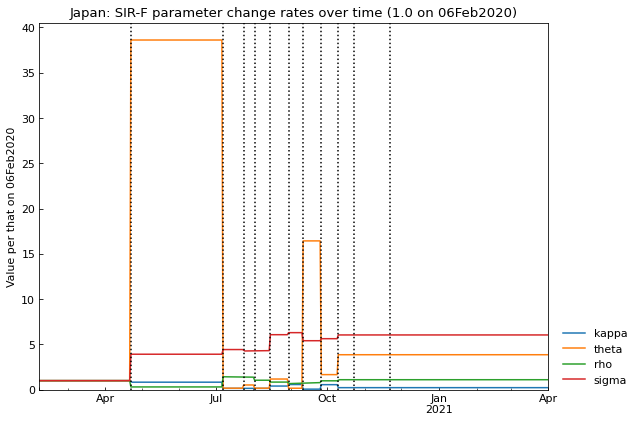 Japan: SIR-F parameter change rates over time (1.0 on 06Feb2020)
Value per that on 06Feb2020
40
35
30
25
20
15
10
5
0
Apr
Jul
Oct
Jan
2021
Apr
kappa
theta
rho
sigma